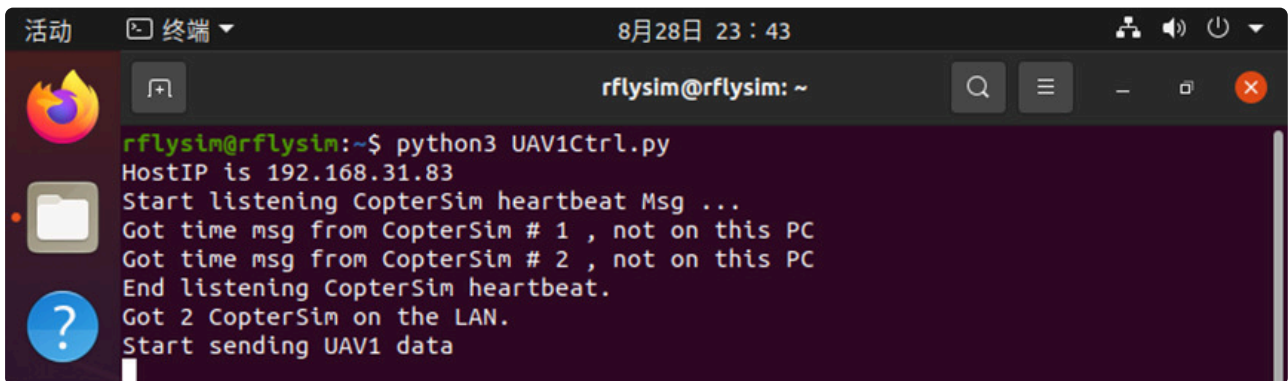 活动 终端 8月28日 23：43
rflysim@rflysim: ~
rflysim@rflysim:~$ python3 UAV1Ctrl.py
HostIP is 192.168.31.83
Start listening CopterSim heartbeat Msg ...
Got time msg from CopterSim # 1 , not on this PC
Got time msg from CopterSim # 2 , not on this PC
End listening CopterSim heartbeat.
Got 2 CopterSim on the LAN.
Start sending UAV1 data